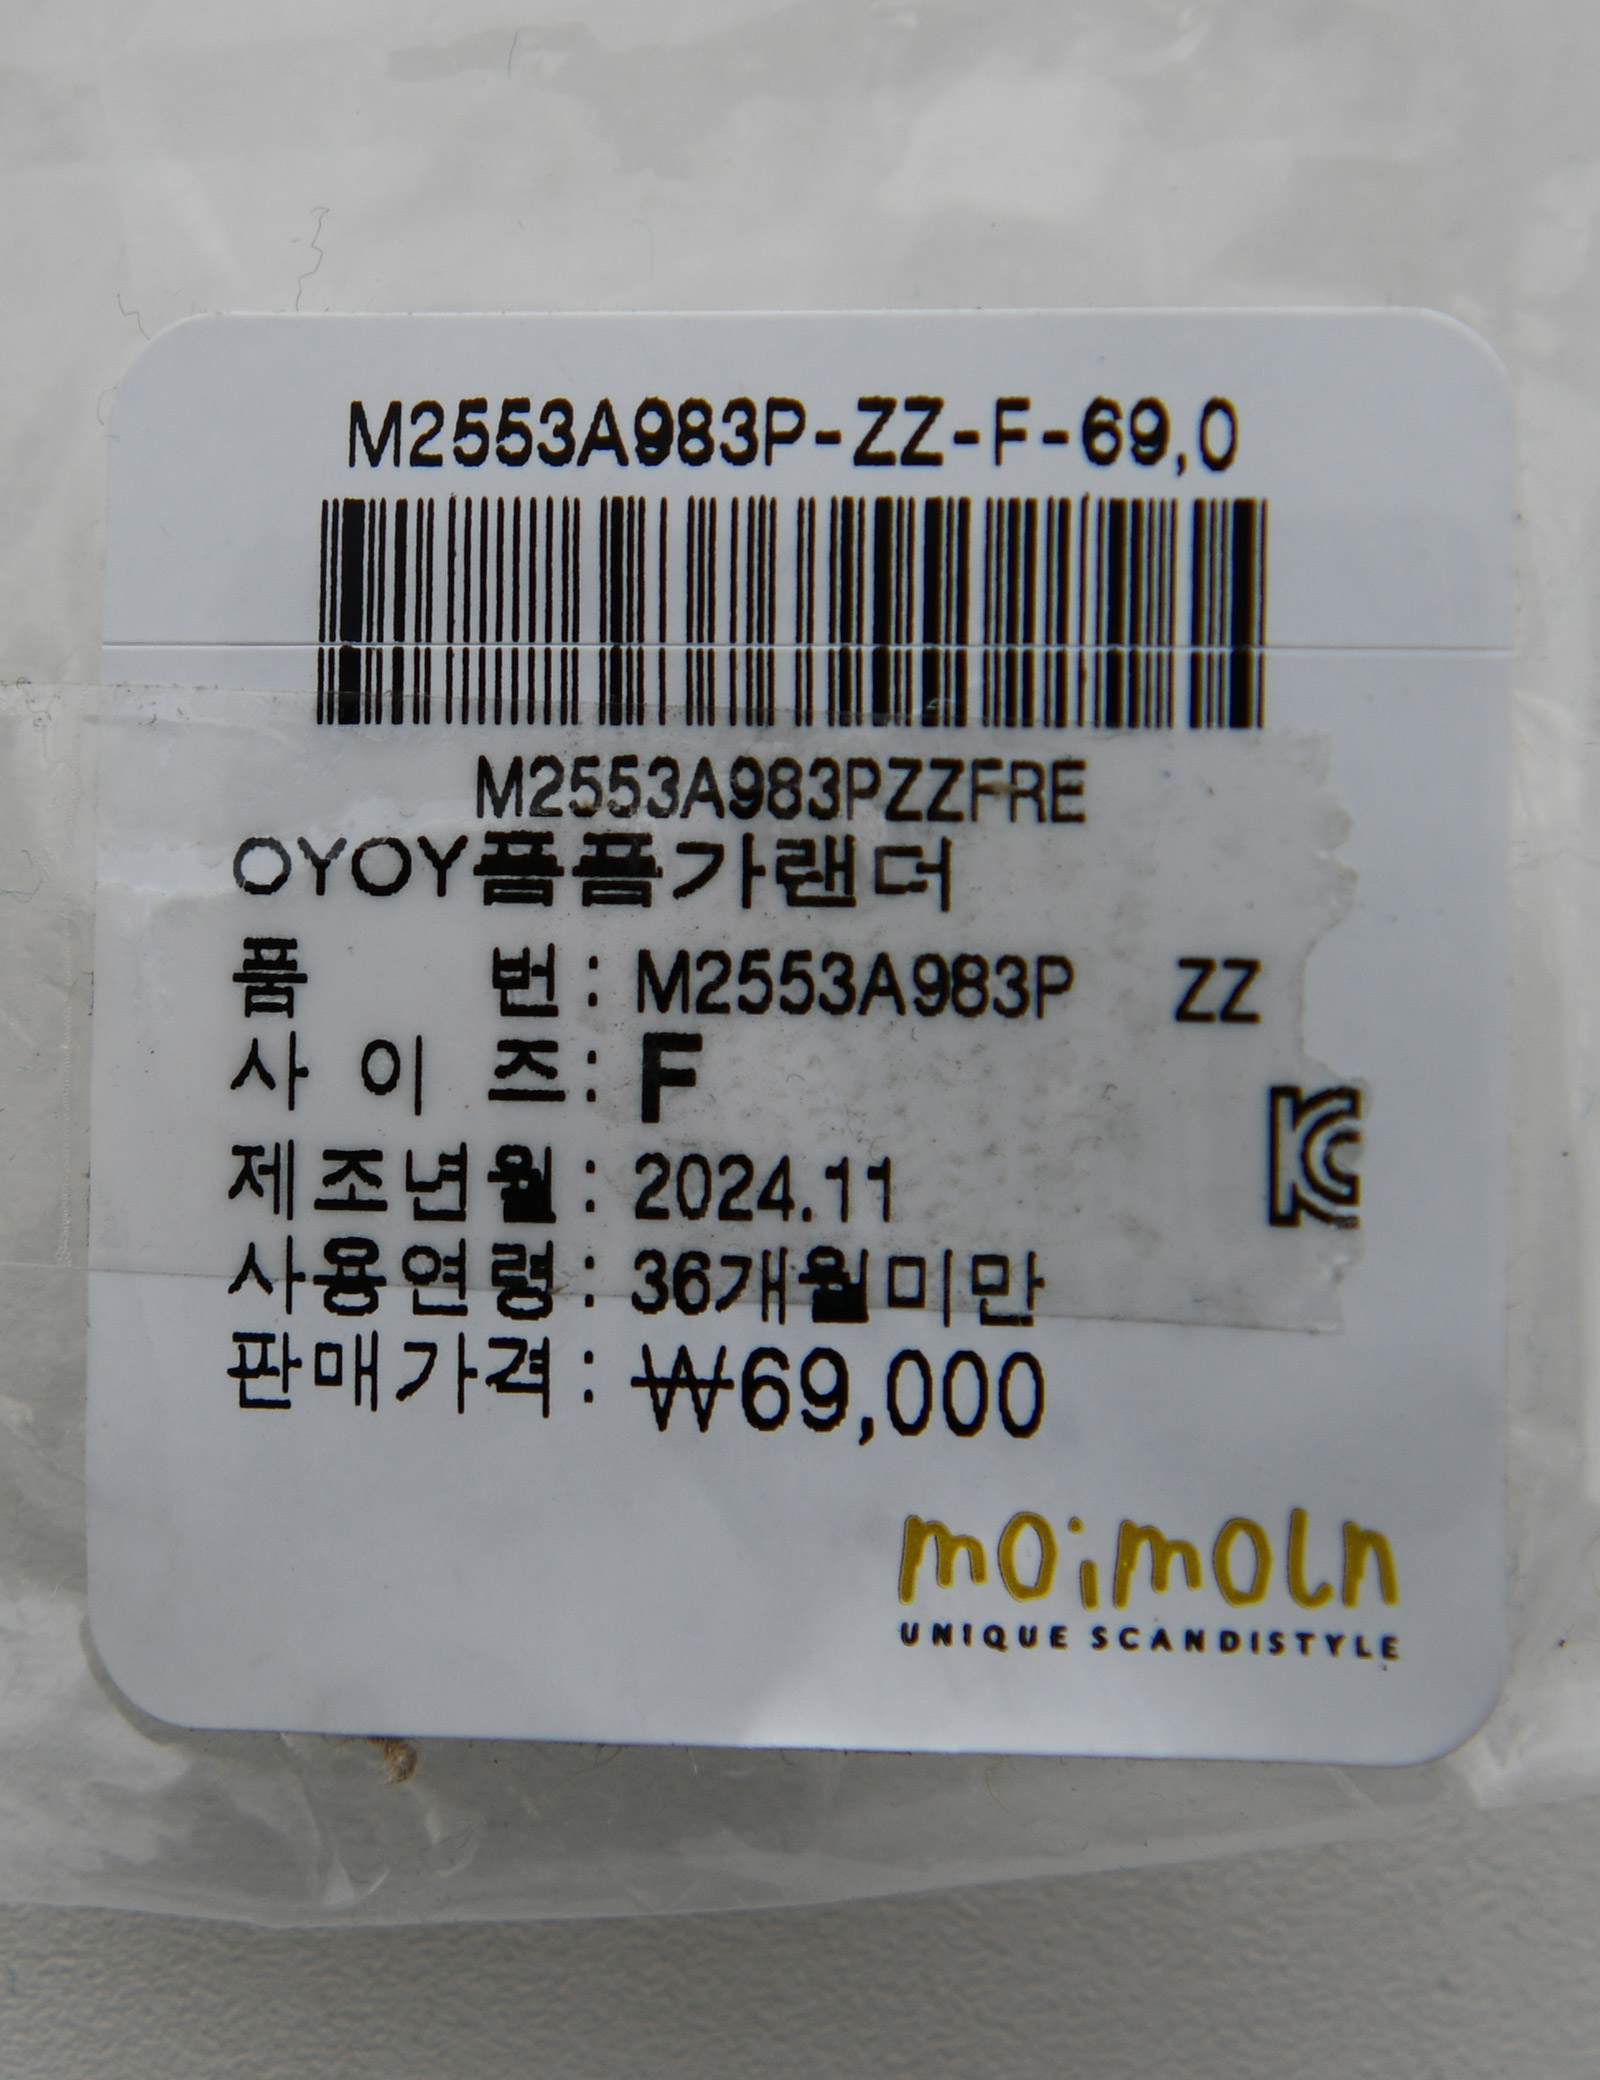 M2553A983P-ZZ-F-69,0
M2553A983PZZFRE
OYOY폼폼가랜더
품 번 : M2553A983P ZZ
사 이 즈 : F
제조년월 : 2024.11
사용연령 : 36개월미만
판매가격 : ₩69,000
KC
moimoln
UNIQUE SCANDISTYLE